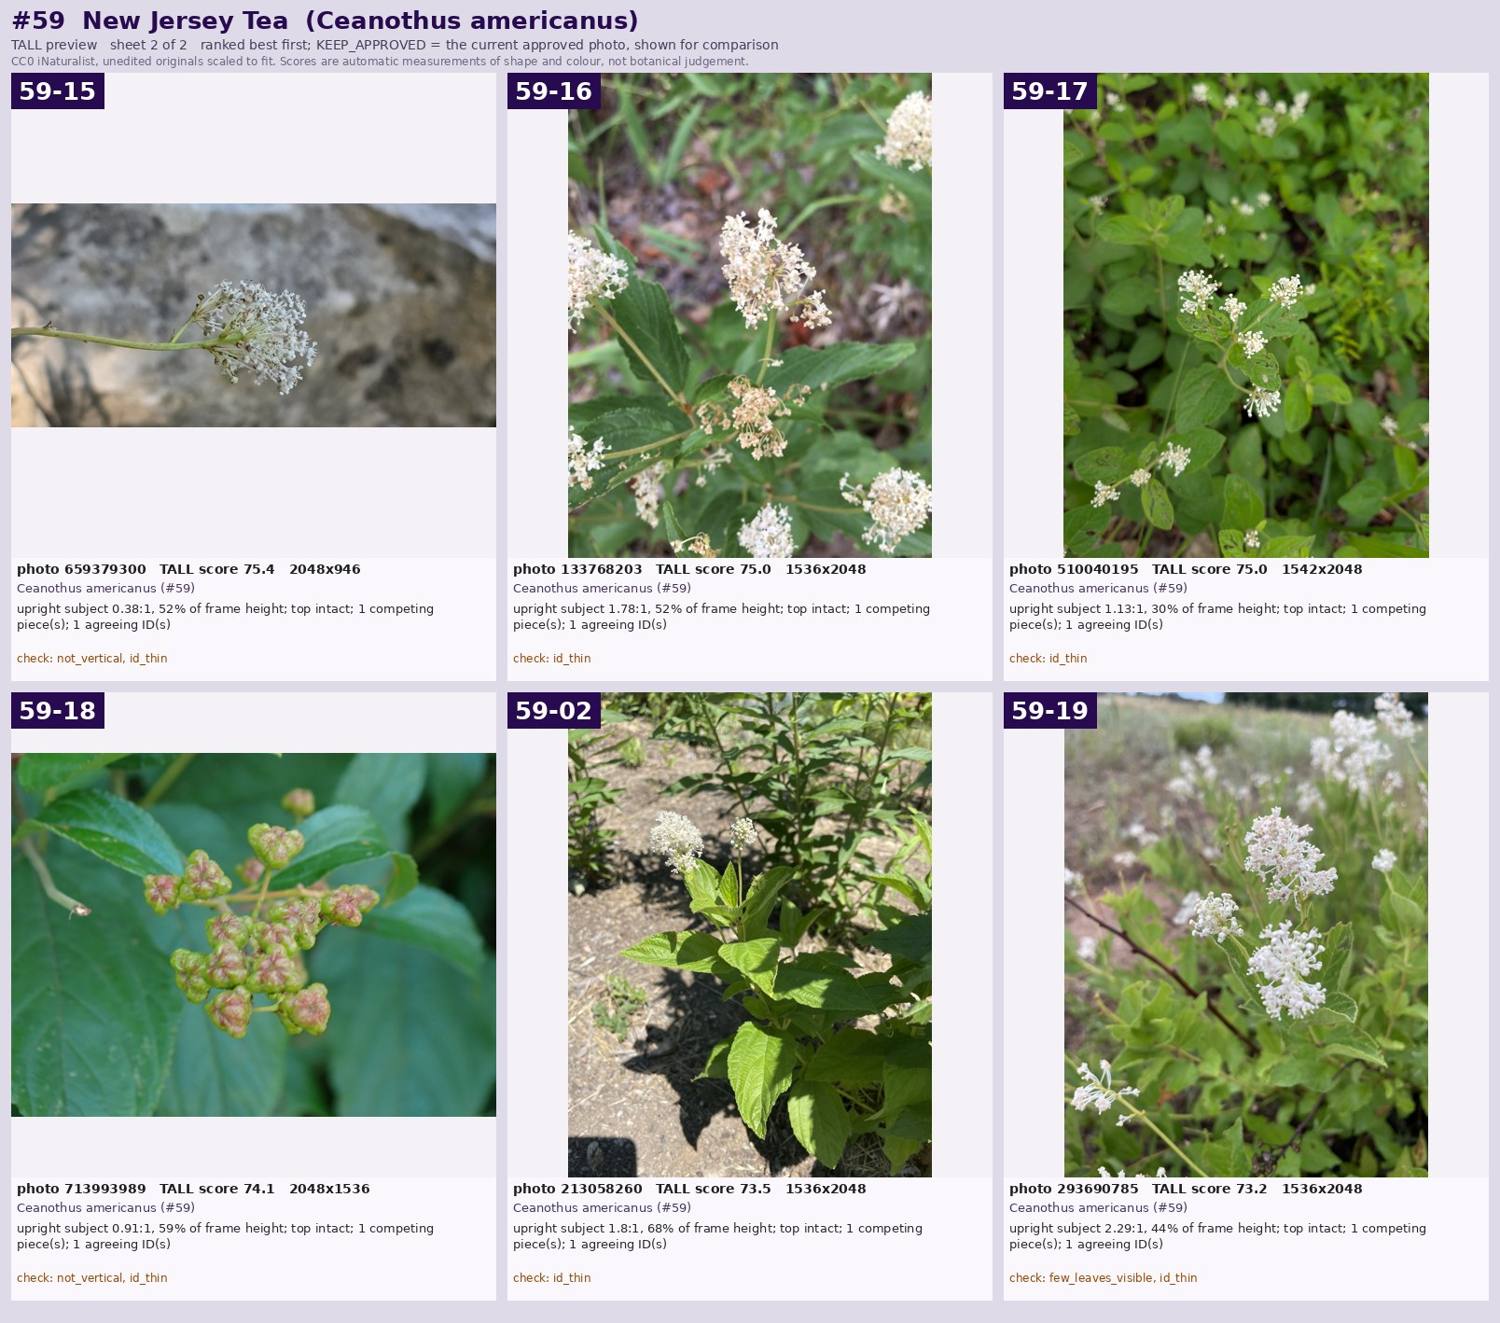 #59 New Jersey Tea (Ceanothus americanus)
TALL preview sheet 2 of 2 ranked best first; KEEP_APPROVED = the current approved photo, shown for comparison
CC0 iNaturalist, unedited originals scaled to fit. Scores are automatic measurements of shape and colour, not botanical judgement.
59-15
photo 659379300 TALL score 75.4 2048x946
Ceanothus americanus (#59)
upright subject 0.38:1, 52% of frame height; top intact; 1 competing
piece(s); 1 agreeing ID(s)
check: not_vertical, id_thin
59-16
photo 133768203 TALL score 75.0 1536x2048
Ceanothus americanus (#59)
upright subject 1.78:1, 52% of frame height; top intact; 1 competing
piece(s); 1 agreeing ID(s)
check: id_thin
59-17
photo 510040195 TALL score 75.0 1542x2048
Ceanothus americanus (#59)
upright subject 1.13:1, 30% of frame height; top intact; 1 competing
piece(s); 1 agreeing ID(s)
check: id_thin
59-18
photo 713993989 TALL score 74.1 2048x1536
Ceanothus americanus (#59)
upright subject 0.91:1, 59% of frame height; top intact; 1 competing
piece(s); 1 agreeing ID(s)
check: not_vertical, id_thin
59-02
photo 213058260 TALL score 73.5 1536x2048
Ceanothus americanus (#59)
upright subject 1.8:1, 68% of frame height; top intact; 1 competing
piece(s); 1 agreeing ID(s)
check: id_thin
59-19
photo 293690785 TALL score 73.2 1536x2048
Ceanothus americanus (#59)
upright subject 2.29:1, 44% of frame height; top intact; 1 competing
piece(s); 1 agreeing ID(s)
check: few_leaves_visible, id_thin